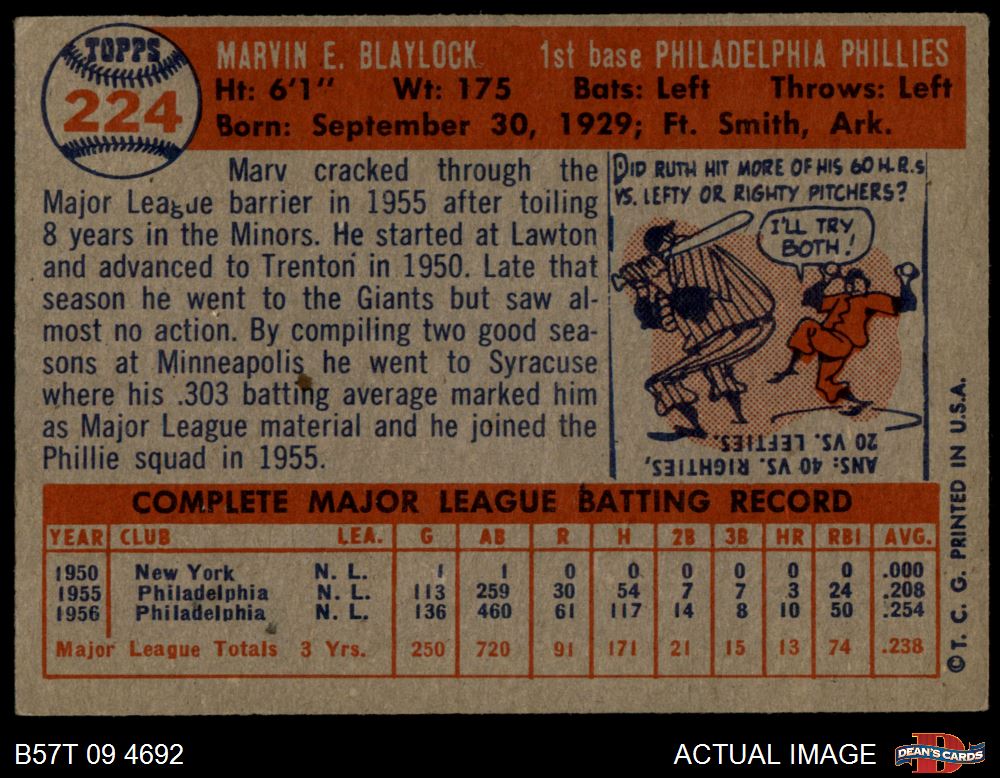 TOPPS
224
MARVIN E. BLAYLOCK 1st base PHILADELPHIA PHILLIES
Ht: 6'1" Wt: 175 Bats: Left Throws: Left
Born: September 30, 1929; Ft. Smith, Ark.
Marv cracked through the
Major League barrier in 1955 after toiling
8 years in the Minors. He started at Lawton
and advanced to Trenton in 1950. Late that
season he went to the Giants but saw al-
most no action. By compiling two good sea-
sons at Minneapolis he went to Syracuse
where his .303 batting average marked him
as Major League material and he joined the
Phillie squad in 1955.
DID RUTH HIT MORE OF HIS 60 H.R.s
VS. LEFTY OR RIGHTY PITCHERS?
I'LL TRY
BOTH!
ANS: 40 VS. RIGHTIES,
20 VS. LEFTIES.
COMPLETE MAJOR LEAGUE BATTING RECORD
YEAR CLUB LEA. G AB R H 2B 3B HR RBI AVG.
1950 New York N. L. 1 1 0 0 0 0 0 0 .000
1955 Philadelphia N. L. 113 259 30 54 7 7 3 24 .208
1956 Philadelphia N. L. 136 460 61 117 14 8 10 50 .254
Major League Totals 3 Yrs. 250 720 91 171 21 15 13 74 .238
© T. C. G. PRINTED IN U.S.A.
B57T 09 4692
ACTUAL IMAGE
DEAN'S CARDS